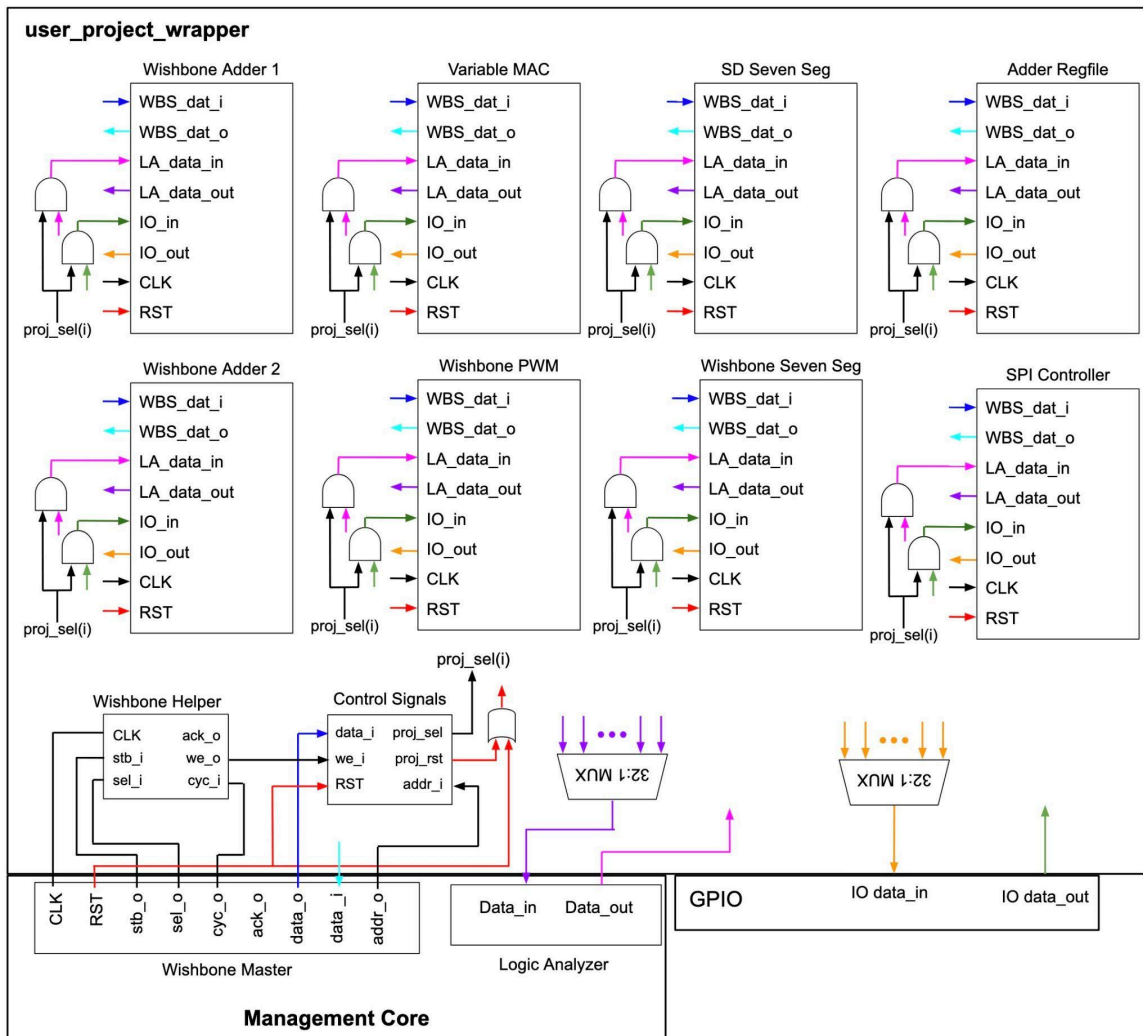 user_project_wrapper
Wishbone Adder 1
WBS_dat_i
WBS_dat_o
LA_data_in
LA_data_out
IO_in
IO_out
CLK
RST
proj_sel(i)
Variable MAC
WBS_dat_i
WBS_dat_o
LA_data_in
LA_data_out
IO_in
IO_out
CLK
RST
proj_sel(i)
SD Seven Seg
WBS_dat_i
WBS_dat_o
LA_data_in
LA_data_out
IO_in
IO_out
CLK
RST
proj_sel(i)
Adder Regfile
WBS_dat_i
WBS_dat_o
LA_data_in
LA_data_out
IO_in
IO_out
CLK
RST
proj_sel(i)
Wishbone Adder 2
WBS_dat_i
WBS_dat_o
LA_data_in
LA_data_out
IO_in
IO_out
CLK
RST
proj_sel(i)
Wishbone PWM
WBS_dat_i
WBS_dat_o
LA_data_in
LA_data_out
IO_in
IO_out
CLK
RST
proj_sel(i)
Wishbone Seven Seg
WBS_dat_i
WBS_dat_o
LA_data_in
LA_data_out
IO_in
IO_out
CLK
RST
proj_sel(i)
SPI Controller
WBS_dat_i
WBS_dat_o
LA_data_in
LA_data_out
IO_in
IO_out
CLK
RST
proj_sel(i)
proj_sel(i)
Wishbone Helper
CLK
stb_i
sel_i
ack_o
we_o
cyc_i
Control Signals
data_i
we_i
RST
proj_sel
proj_rst
addr_i
32:1 MUX
32:1 MUX
CLK
RST
stb_o
sel_o
cyc_o
ack_o
data_o
data_i
addr_o
Wishbone Master
Data_in
Data_out
Logic Analyzer
GPIO
IO data_in
IO data_out
Management Core